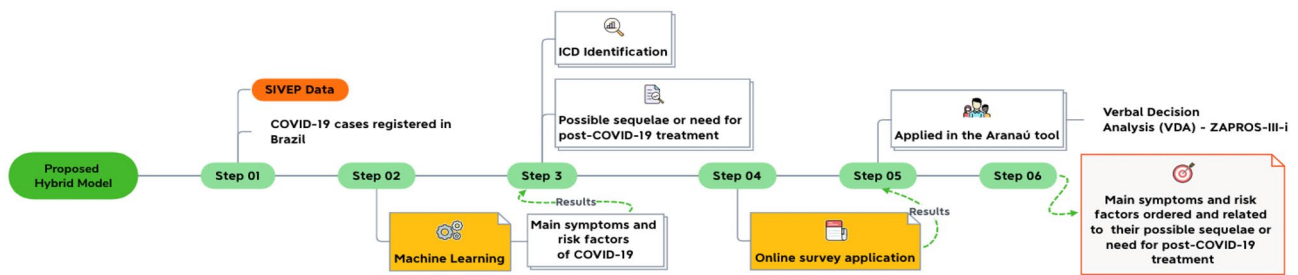 Proposed
Hybrid Model
Step 01
SIVEP Data
COVID-19 cases registered in
Brazil
Step 02
Machine Learning
Main symptoms and
risk factors
of COVID-19
Results
Step 3
ICD Identification
Possible sequelae or need for
post-COVID-19 treatment
Step 04
Online survey application
Results
Step 05
Applied in the Aranaú tool
Verbal Decision
Analysis (VDA) - ZAPROS-III-i
Step 06
Main symptoms and risk
factors ordered and related
to their possible sequelae or
need for post-COVID-19
treatment